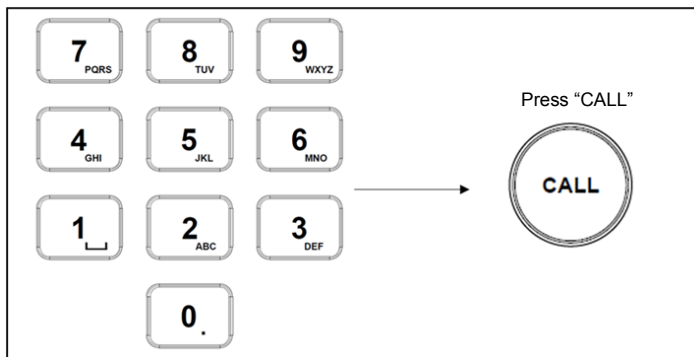 7 PQRS 8 TUV 9 WXYZ
Press “CALL”
4 GHI 5 JKL 6 MNO
CALL
1 2 ABC 3 DEF
0 .